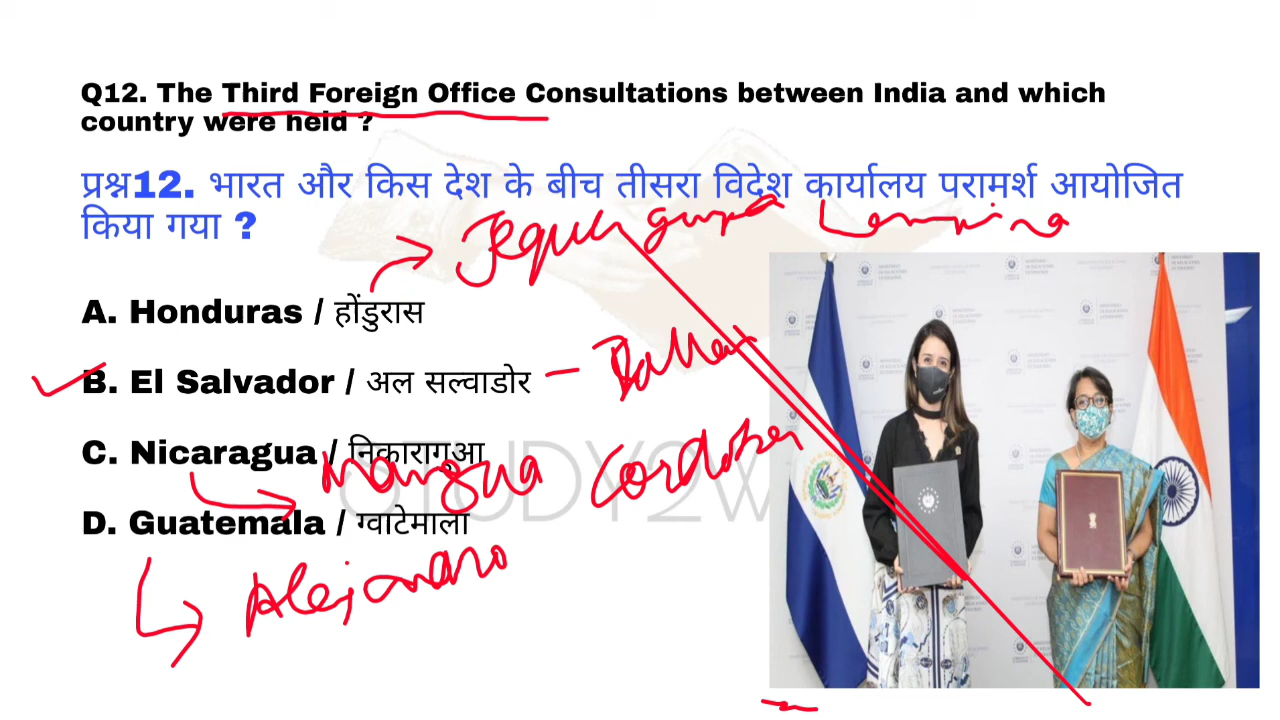 Q12. The Third Foreign Office Consultations between India and which
country were held ?
प्रश्न12. भारत और किस देश के बीच तीसरा विदेश कार्यालय परामर्श आयोजित
किया गया ?
Lempira
A. Honduras / होंडुरास
B. El Salvador / अल सल्वाडोर –
C. Nicaragua / निकारागुआ
D. Guatemala / ग्वाटेमाला